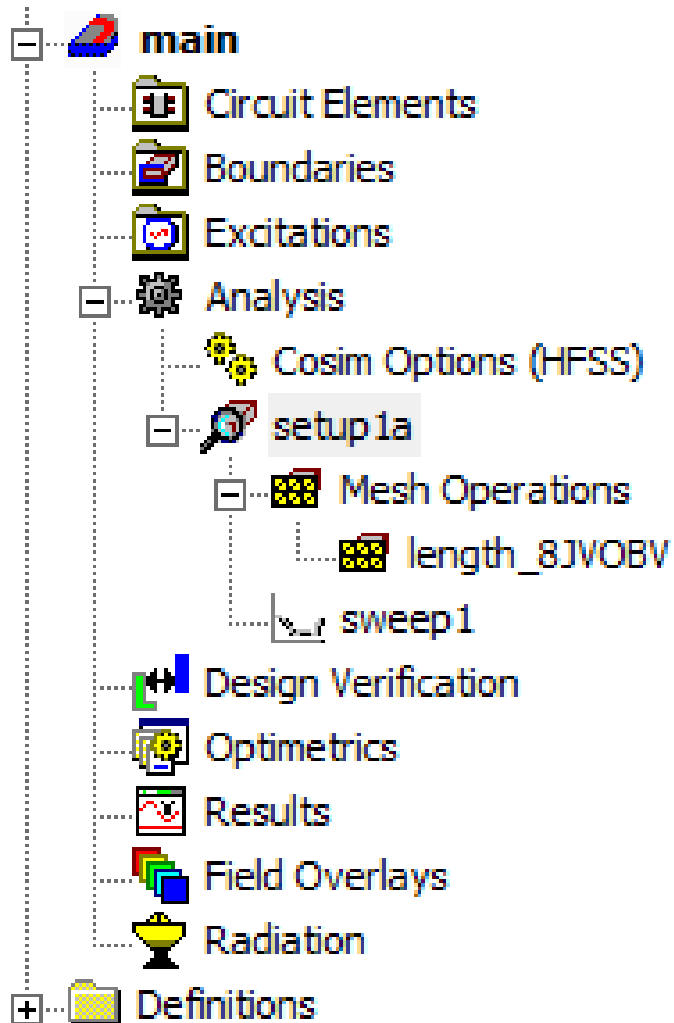 main
Circuit Elements
Boundaries
Excitations
Analysis
Cosim Options (HFSS)
setup1a
Mesh Operations
length_8JVOBV
sweep1
Design Verification
Optimetrics
Results
Field Overlays
Radiation
Definitions